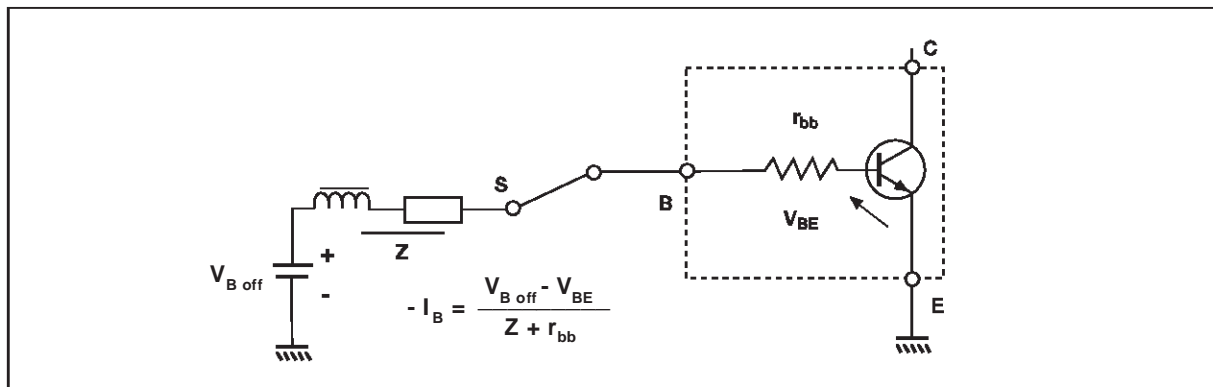 C
r_bb
S
B
V_BE
+
Z
V_B off
-
- I_B = (V_B off - V_BE) / (Z + r_bb)
E